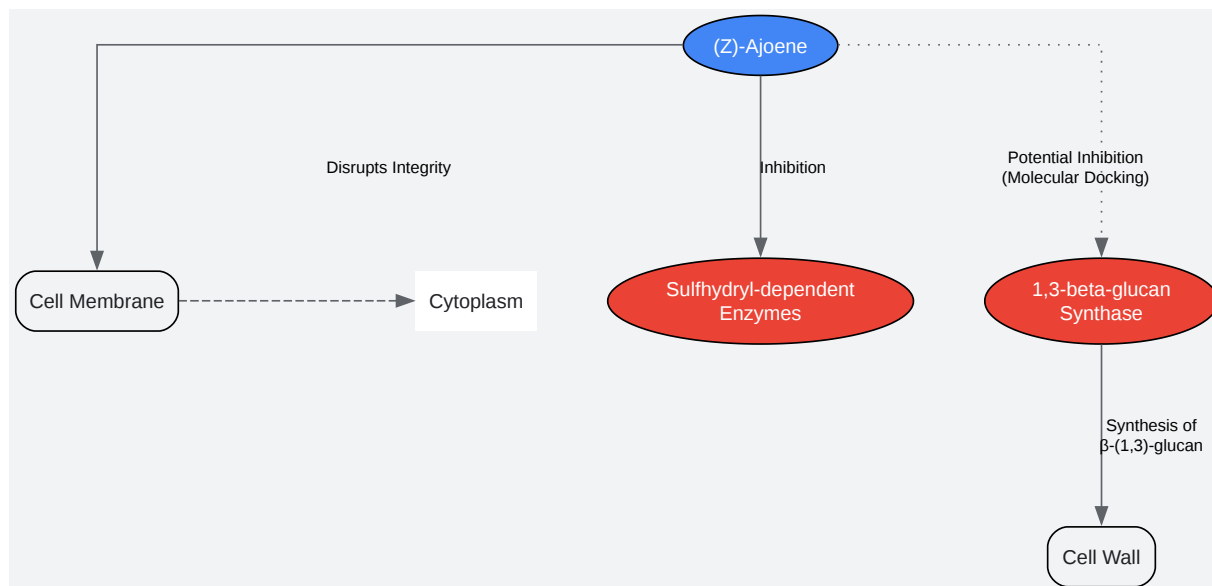 (Z)-Ajoene
Disrupts Integrity
Inhibition
Potential Inhibition
(Molecular Docking)
Cell Membrane
Cytoplasm
Sulfhydryl-dependent
Enzymes
1,3-beta-glucan
Synthase
Synthesis of
β-(1,3)-glucan
Cell Wall